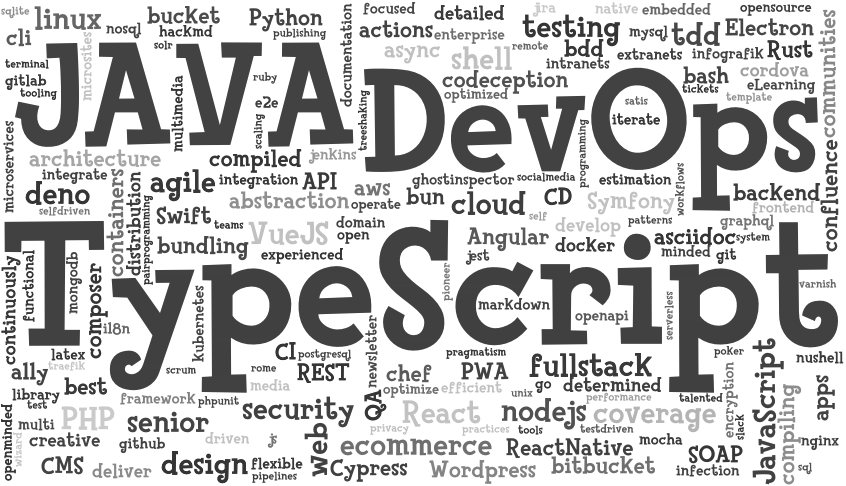 sqlite
linux
bucket
Python
focused
detailed
jira
native
embedded
opensource
cli
nosql
hackmd
publishing
actions
enterprise
testing
mysql
tdd
Electron
solr
documentation
async
shell
remote
bdd
extranets
infografik
Rust
communities
terminal
microsites
intranets
gitlab
tooling
JAVA
multimedia
ruby
e2e
scaling
treeshaking
codeception
optimized
DevOps
satis
iterate
bash
tickets
cordova
eLearning
template
programming
microservices
architecture
compiled
jenkins
integrate
containers
distribution
agile
integration
API
aws
ghostinspector
socialmedia
estimation
workflows
confluence
deno
abstraction
operate
bun
cloud
CD
Symfony
backend
frontend
selfdriven
pairprogramming
Swift
teams
VueJS
domain
open
self
develop
patterns
graphql
bundling
experienced
Angular
jest
docker
asciidoc
system
minded
git
continuously
functional
mongodb
composer
TypeScript
kubernetes
pioneer
markdown
openapi
serverless
varnish
i18n
latex
traefik
scrum
CI
postgresql
newsletter
pragmatism
poker
nushell
ally
rome
REST
chef
PWA
fullstack
JavaScript
best
media
optimize
efficient
go
determined
encryption
apps
library
framework
phpunit
unix
performance
talented
test
openminded
multi
PHP
senior
security
QA
React
nodejs
coverage
slack
compiling
wizard
creative
github
driven
js
web
privacy
practices
tools
testdriven
ecommerce
ReactNative
mocha
SOAP
nginx
CMS
deliver
design
flexible
pipelines
Cypress
Wordpress
bitbucket
infection
sql